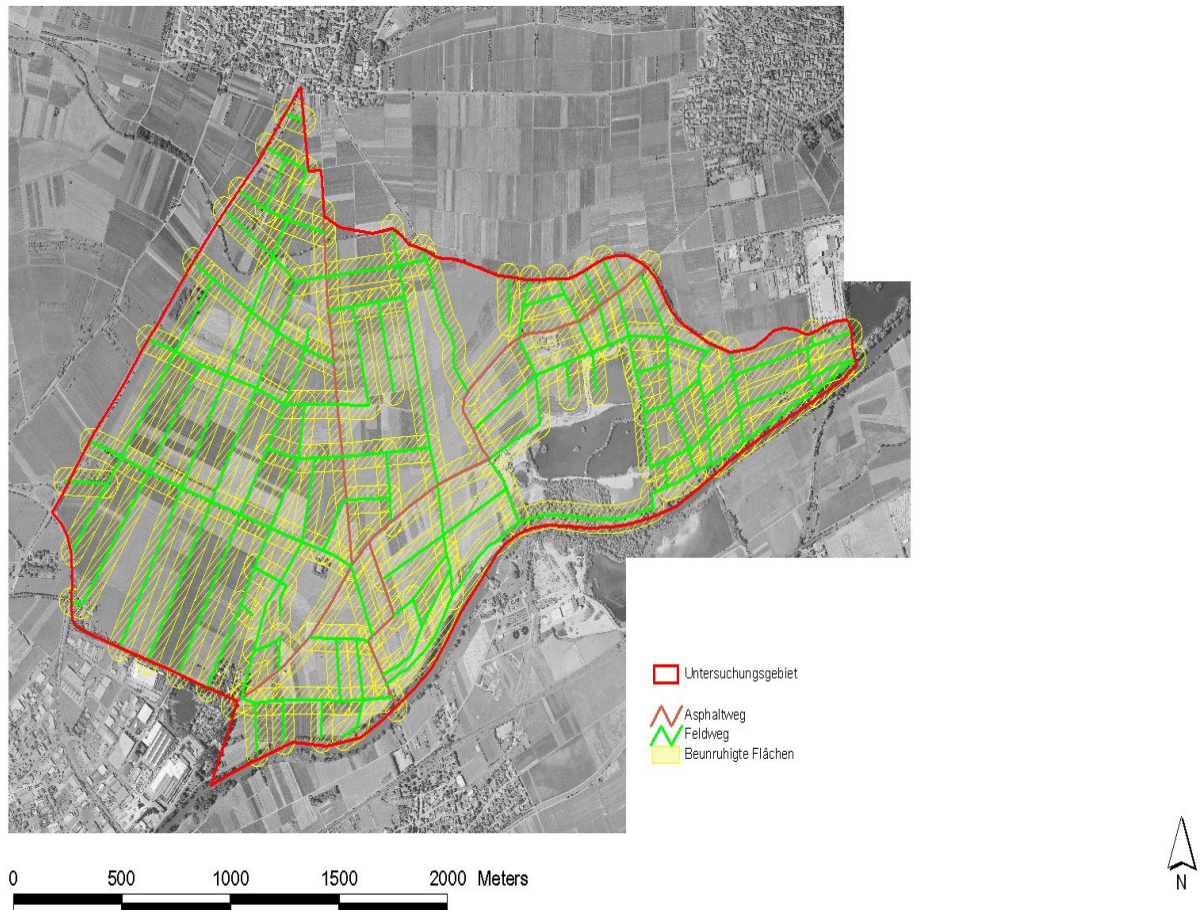 Untersuchungsgebiet
Asphaltweg
Feldweg
Beunruhigte Flächen
0 500 1000 1500 2000 Meters
N